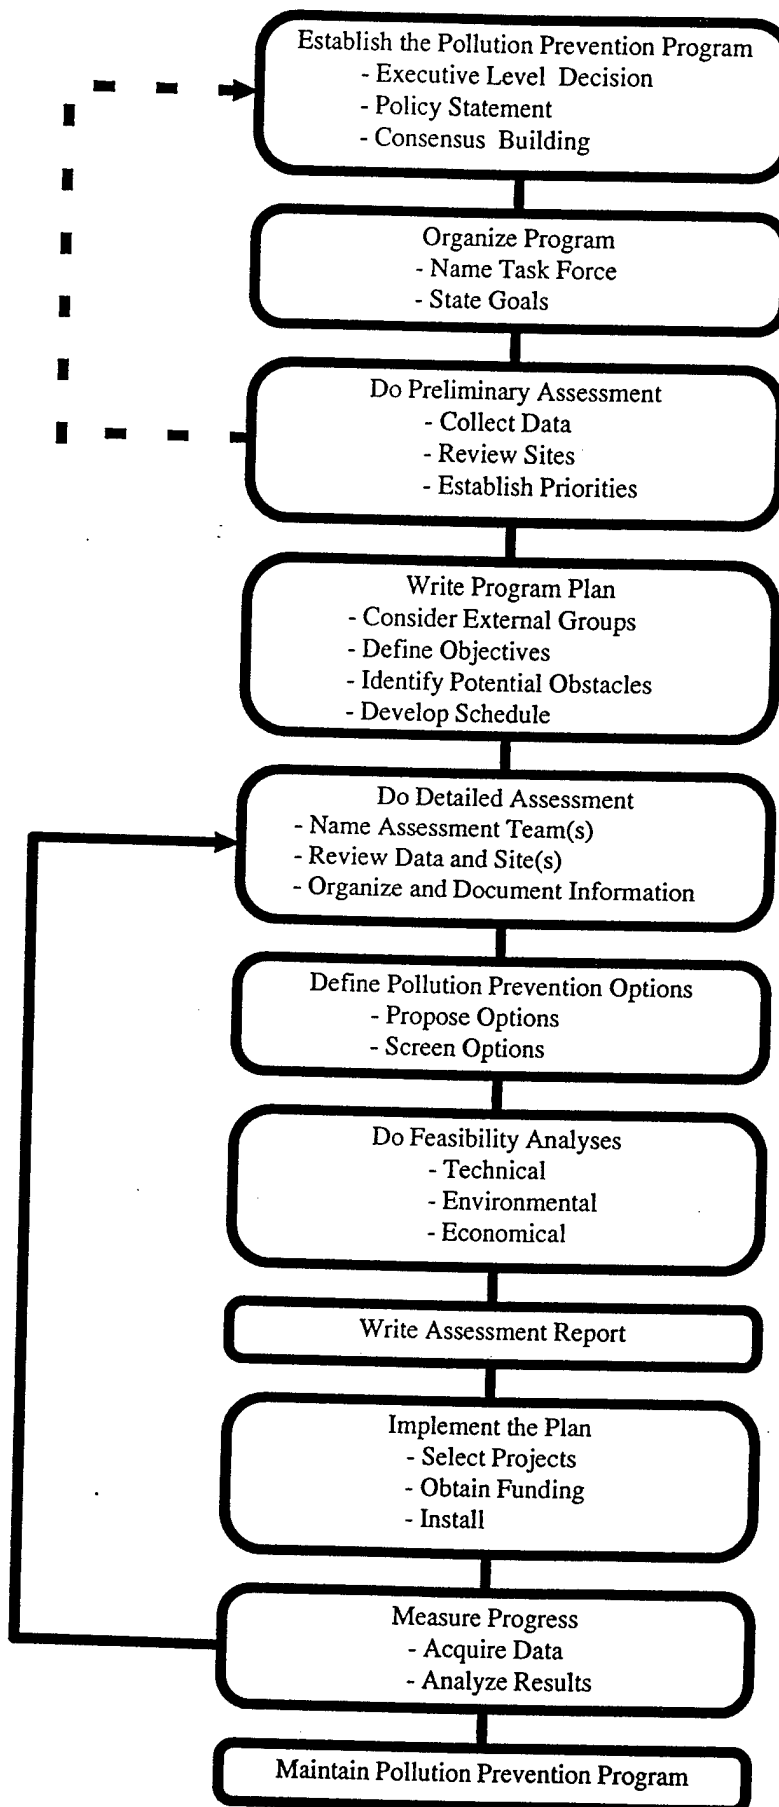 Establish the Pollution Prevention Program
- Executive Level Decision
- Policy Statement
- Consensus Building
Organize Program
- Name Task Force
- State Goals
Do Preliminary Assessment
- Collect Data
- Review Sites
- Establish Priorities
Write Program Plan
- Consider External Groups
- Define Objectives
- Identify Potential Obstacles
- Develop Schedule
Do Detailed Assessment
- Name Assessment Team(s)
- Review Data and Site(s)
- Organize and Document Information
Define Pollution Prevention Options
- Propose Options
- Screen Options
Do Feasibility Analyses
- Technical
- Environmental
- Economical
Write Assessment Report
Implement the Plan
- Select Projects
- Obtain Funding
- Install
Measure Progress
- Acquire Data
- Analyze Results
Maintain Pollution Prevention Program